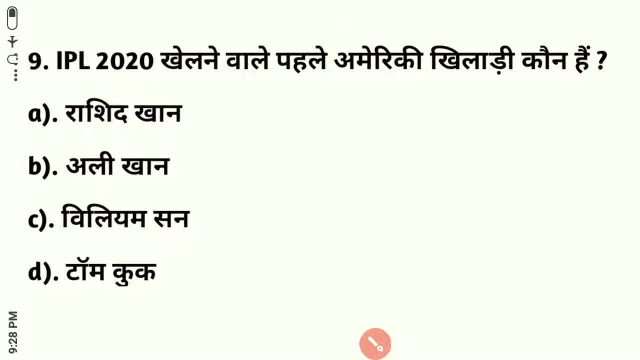 9. IPL 2020 खेलने वाले पहले अमेरिकी खिलाड़ी कौन हैं ?
a). राशिद खान
b). अली खान
c). विलियम सन
d). टॉम कुक
9:28 PM